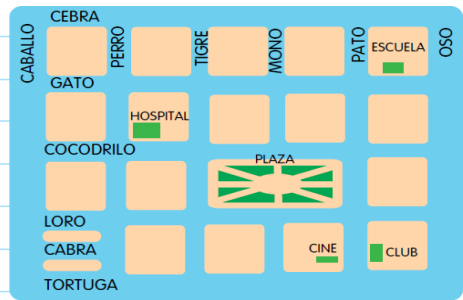 CEBRA
CABALLO
PERRO
TIGRE
MONO
PATO
ESCUELA
OSO
GATO
HOSPITAL
COCODRILO
PLAZA
LORO
CABRA
CINE
CLUB
TORTUGA